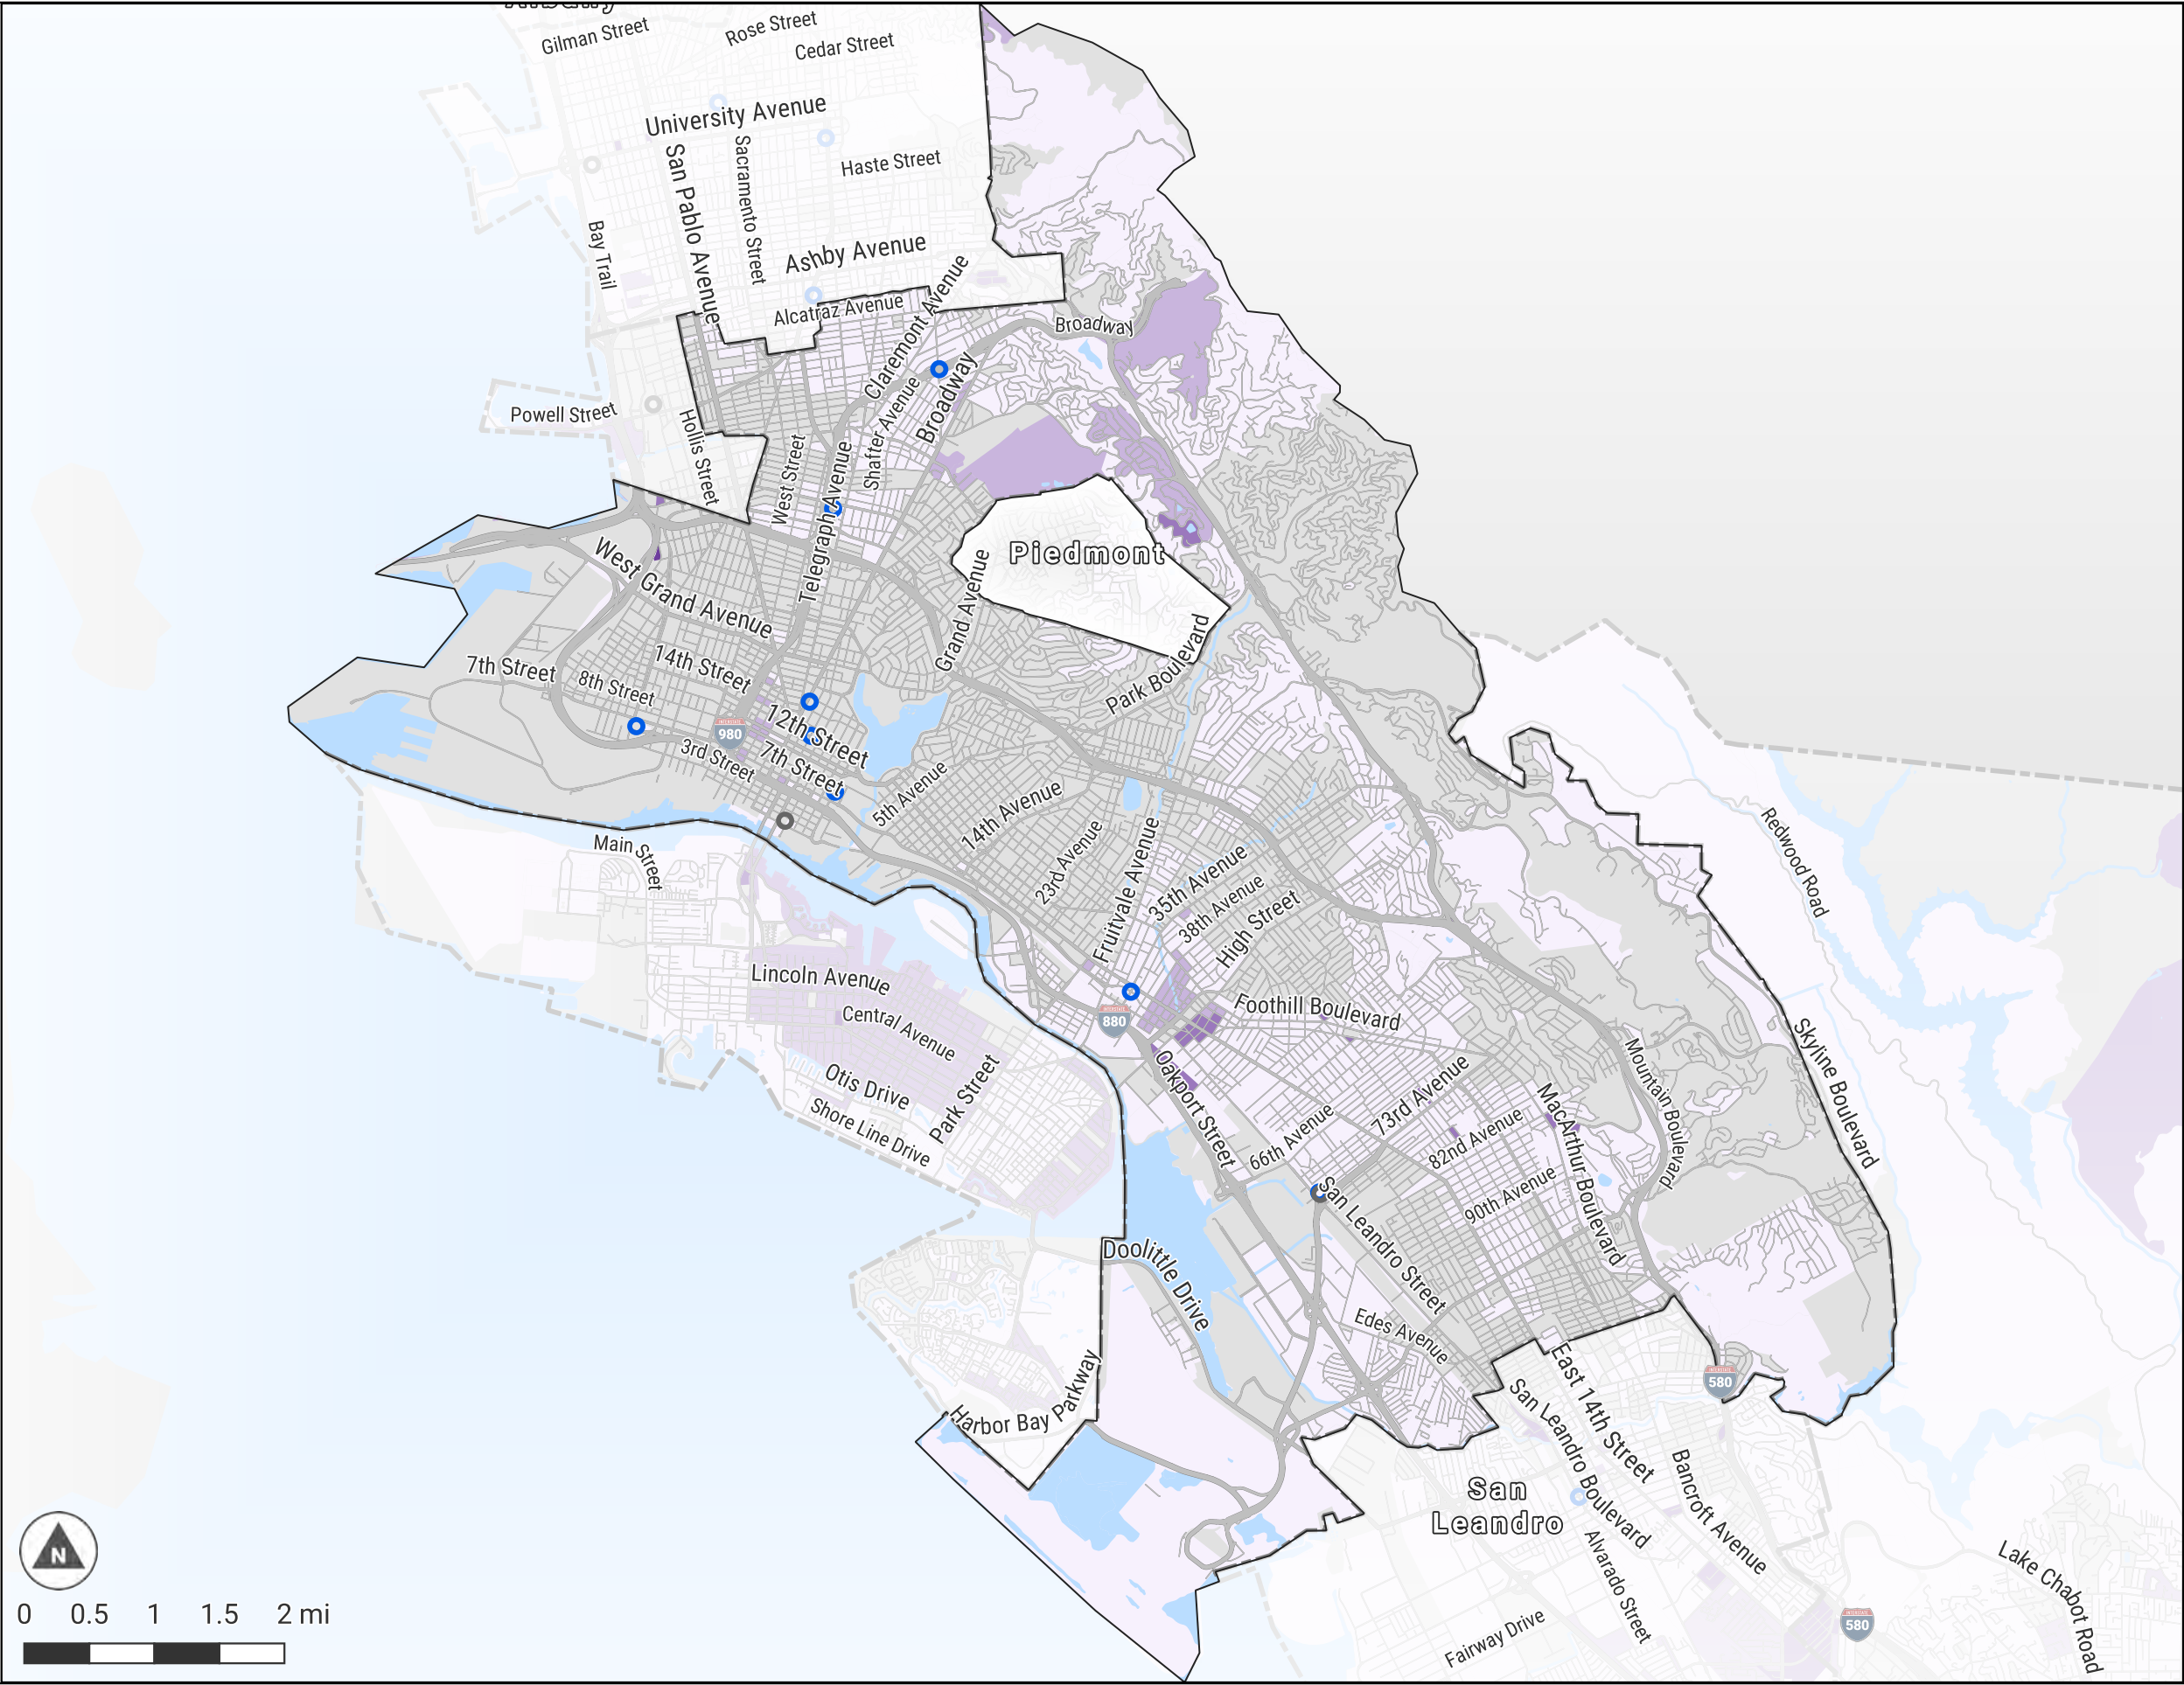 Gilman Street
Rose Street
Cedar Street
University Avenue
San Pablo Avenue
Sacramento Street
Haste Street
Bay Trail
Ashby Avenue
Alcatraz Avenue
Claremont Avenue
Broadway
Powell Street
Hollis Street
West Street
Telegraph Avenue
Shafter Avenue
Broadway
Piedmont
West Grand Avenue
Grand Avenue
Park Boulevard
7th Street
8th Street
14th Street
12th Street
980
3rd Street
7th Street
5th Avenue
14th Avenue
23rd Avenue
Fruitvale Avenue
35th Avenue
38th Avenue
High Street
Redwood Road
Main Street
Lincoln Avenue
Central Avenue
Otis Drive
Park Street
Shore Line Drive
880
Foothill Boulevard
Oakport Street
66th Avenue
73rd Avenue
82nd Avenue
90th Avenue
MacArthur Boulevard
Mountain Boulevard
Skyline Boulevard
San Leandro Street
Doolittle Drive
Edes Avenue
Harbor Bay Parkway
580
East 14th Street
San Leandro Boulevard
Bancroft Avenue
San
Leandro
Alvarado Street
Fairway Drive
Lake Chabot Road
580
N
0 0.5 1 1.5 2 mi